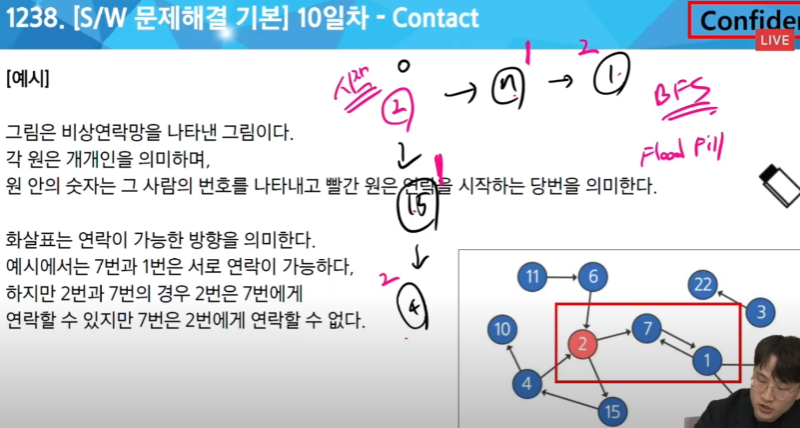 1238. [S/W 문제해결 기본] 10일차 - Contact
Confiden
LIVE
[예시]
그림은 비상연락망을 나타낸 그림이다.
각 원은 개개인을 의미하며,
원 안의 숫자는 그 사람의 번호를 나타내고 빨간 원은 연락을 시작하는 당번을 의미한다.
화살표는 연락이 가능한 방향을 의미한다.
예시에서는 7번과 1번은 서로 연락이 가능하다,
하지만 2번과 7번의 경우 2번은 7번에게
연락할 수 있지만 7번은 2번에게 연락할 수 없다.
시작
0
2
1
2
1
BFS
Flood Pill
1
15
2
4
11
6
22
3
10
2
7
1
4
15